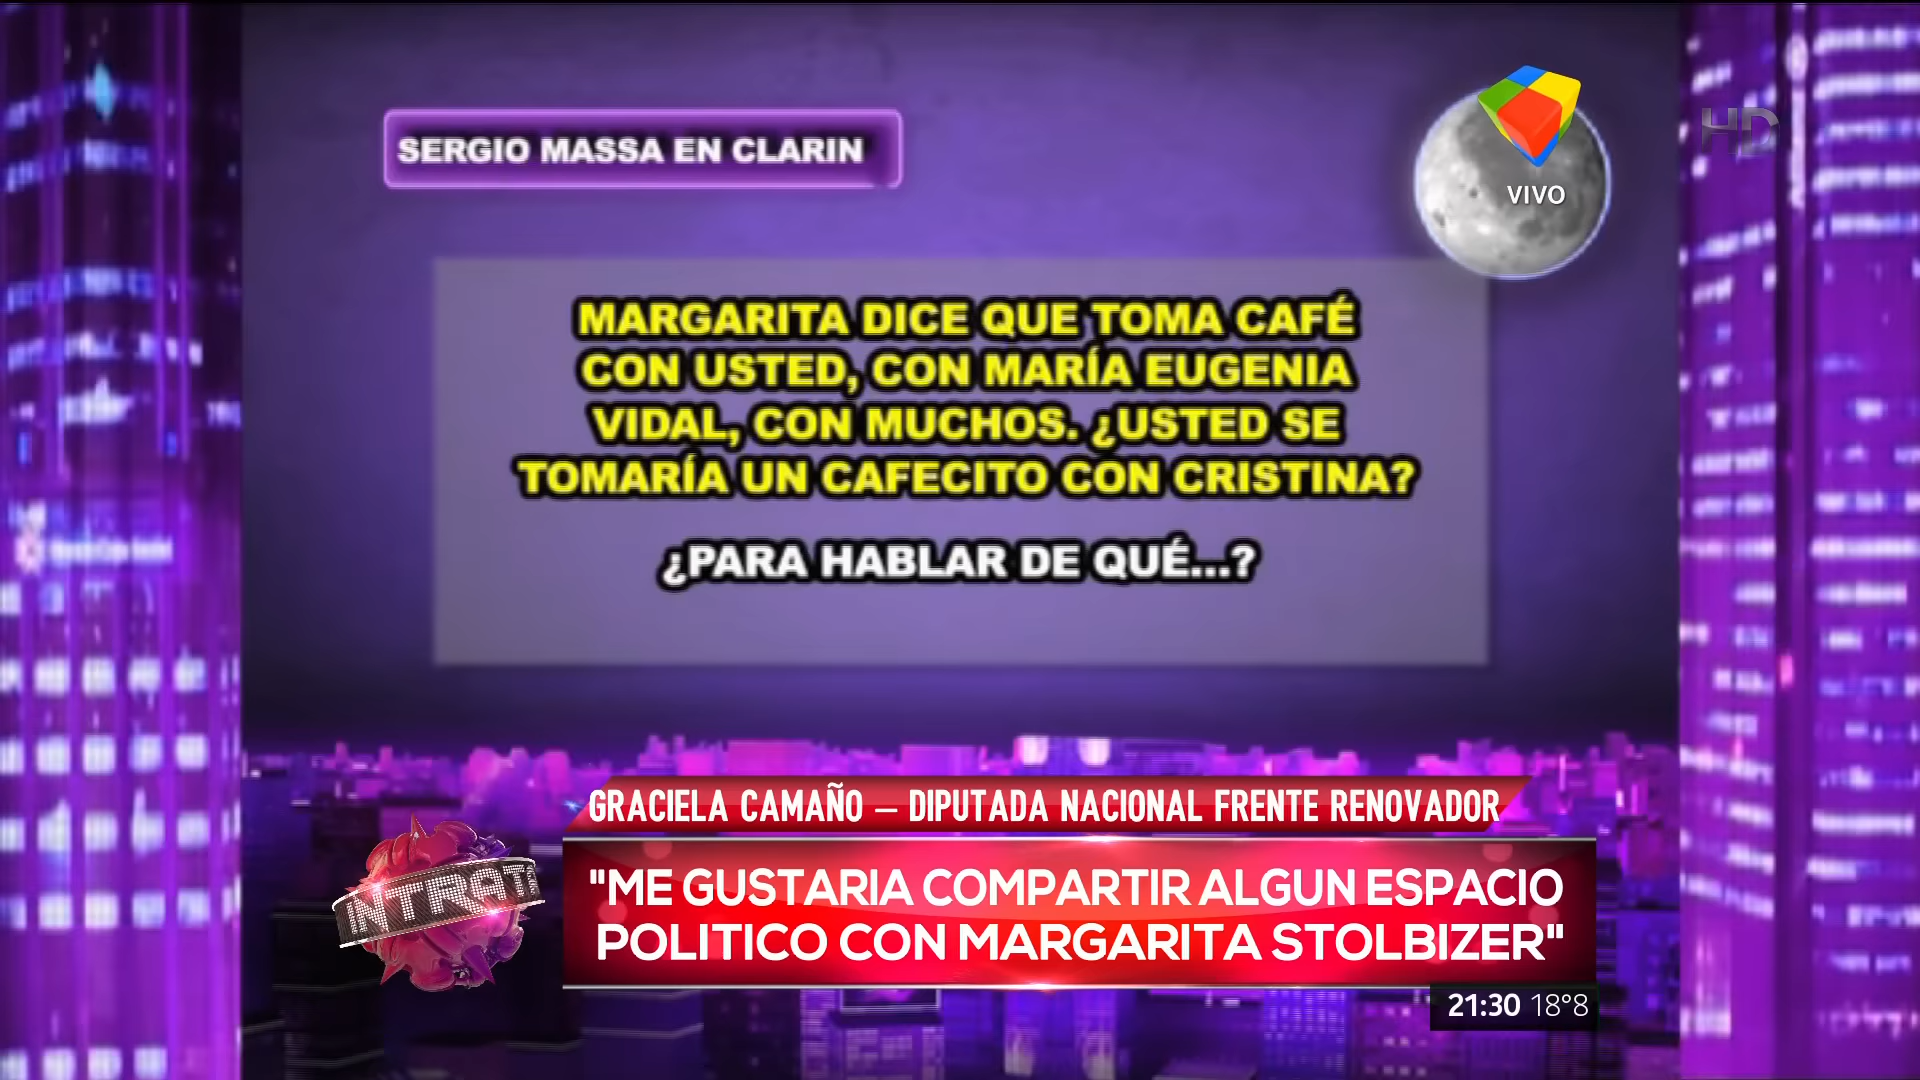 SERGIO MASSA EN CLARIN
HD
VIVO
MARGARITA DICE QUE TOMA CAFÉ
CON USTED, CON MARÍA EUGENIA
VIDAL, CON MUCHOS. ¿USTED SE
TOMARÍA UN CAFECITO CON CRISTINA?
¿PARA HABLAR DE QUÉ...?
GRACIELA CAMAÑO – DIPUTADA NACIONAL FRENTE RENOVADOR
INTRAT
"ME GUSTARIA COMPARTIR ALGUN ESPACIO
POLITICO CON MARGARITA STOLBIZER"
21:30 18°8